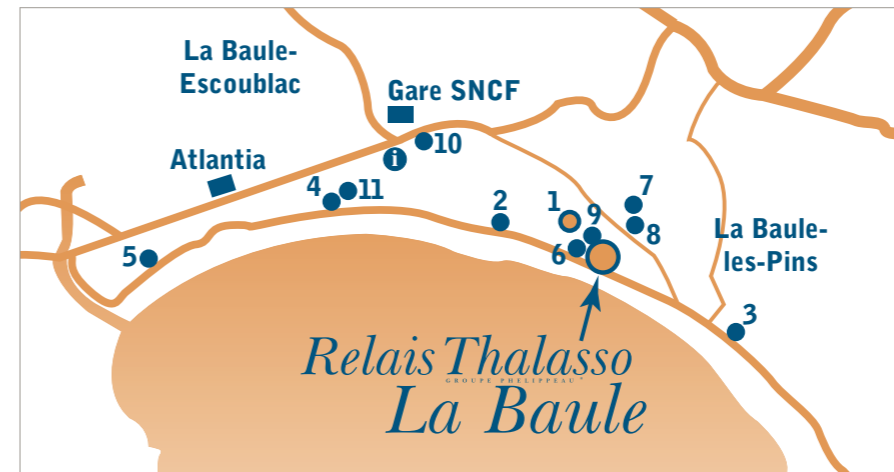 La Baule-
Escoublac
Gare SNCF
Atlantia
i
10
4
11
2
1
9
7
8
6
5
La Baule-
les-Pins
3
Relais Thalasso
GROUPE PHELIPPEAU
La Baule